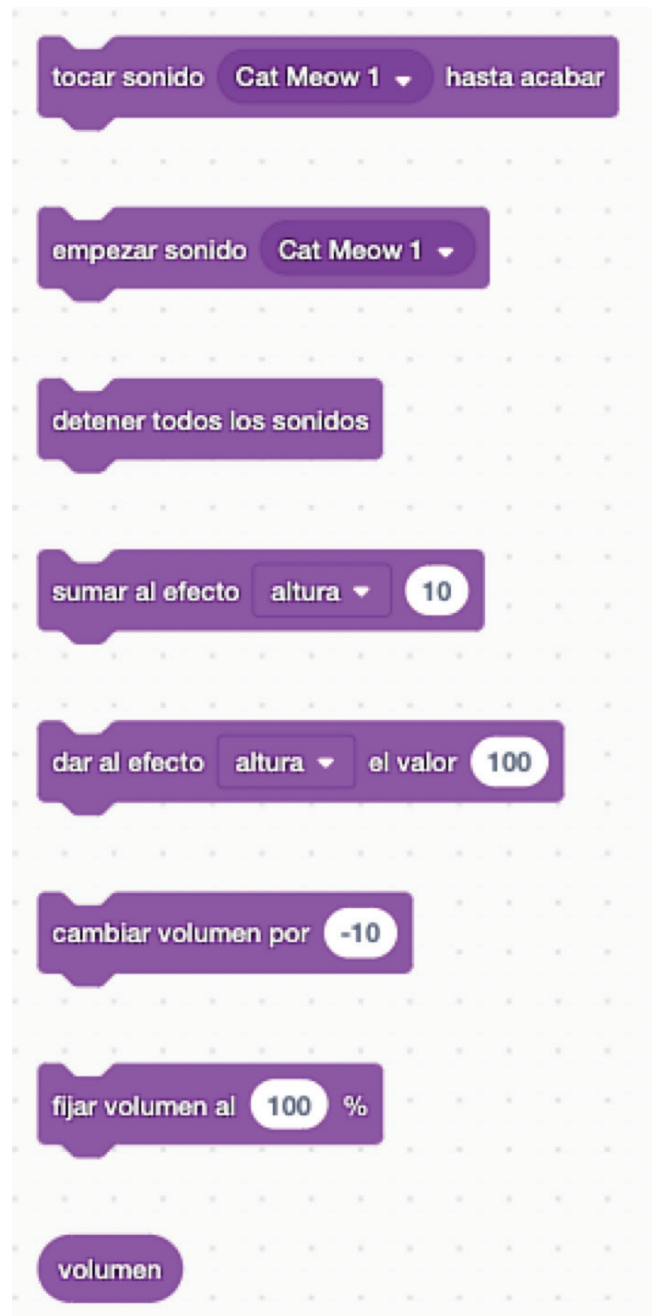 tocar sonido Cat Meow 1 hasta acabar
empezar sonido Cat Meow 1
detener todos los sonidos
sumar al efecto altura 10
dar al efecto altura el valor 100
cambiar volumen por -10
fijar volumen al 100 %
volumen